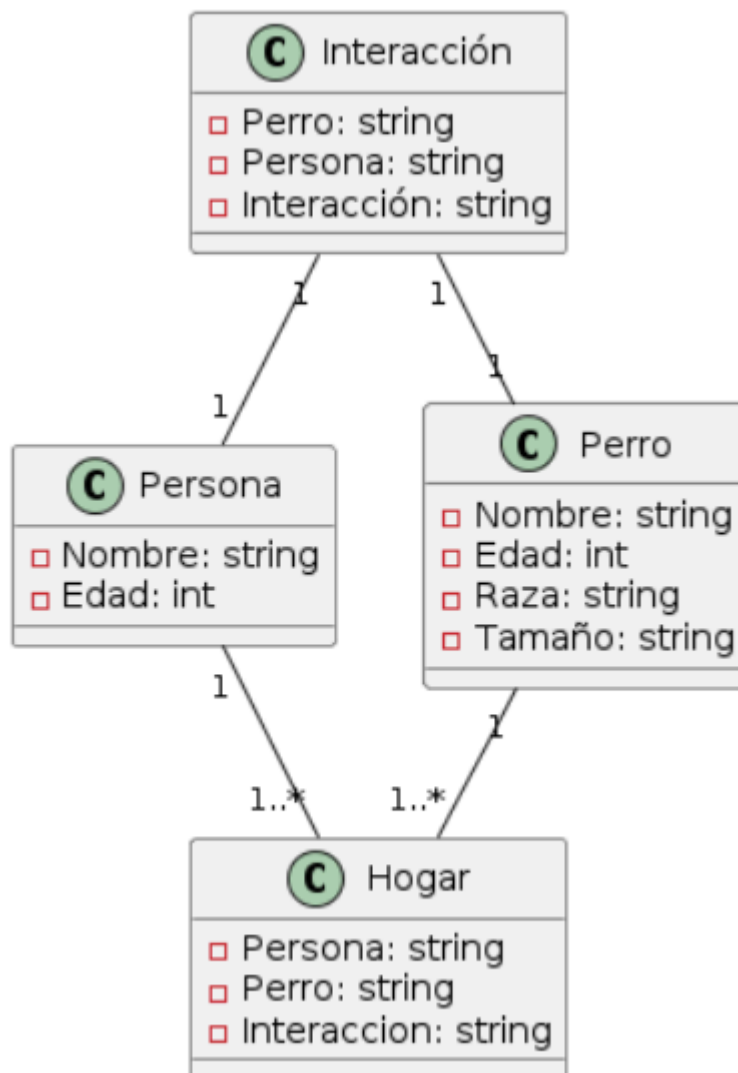 C Interacción
Perro: string
Persona: string
Interacción: string
1
1
1
1
C Persona
Nombre: string
Edad: int
C Perro
Nombre: string
Edad: int
Raza: string
Tamaño: string
1
1
1..*
1..*
C Hogar
Persona: string
Perro: string
Interaccion: string